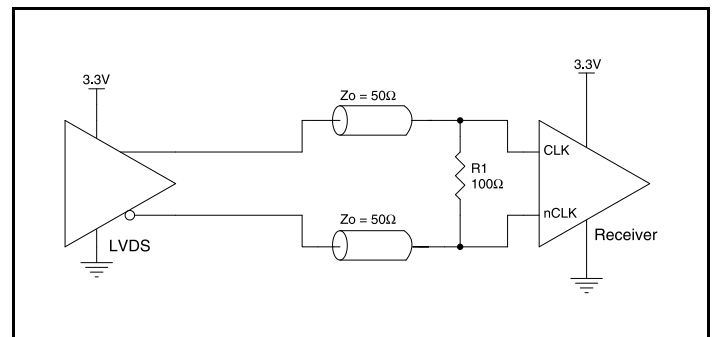 3.3V
3.3V
Zo = 50Ω
CLK
R1
100Ω
nCLK
Zo = 50Ω
LVDS
Receiver